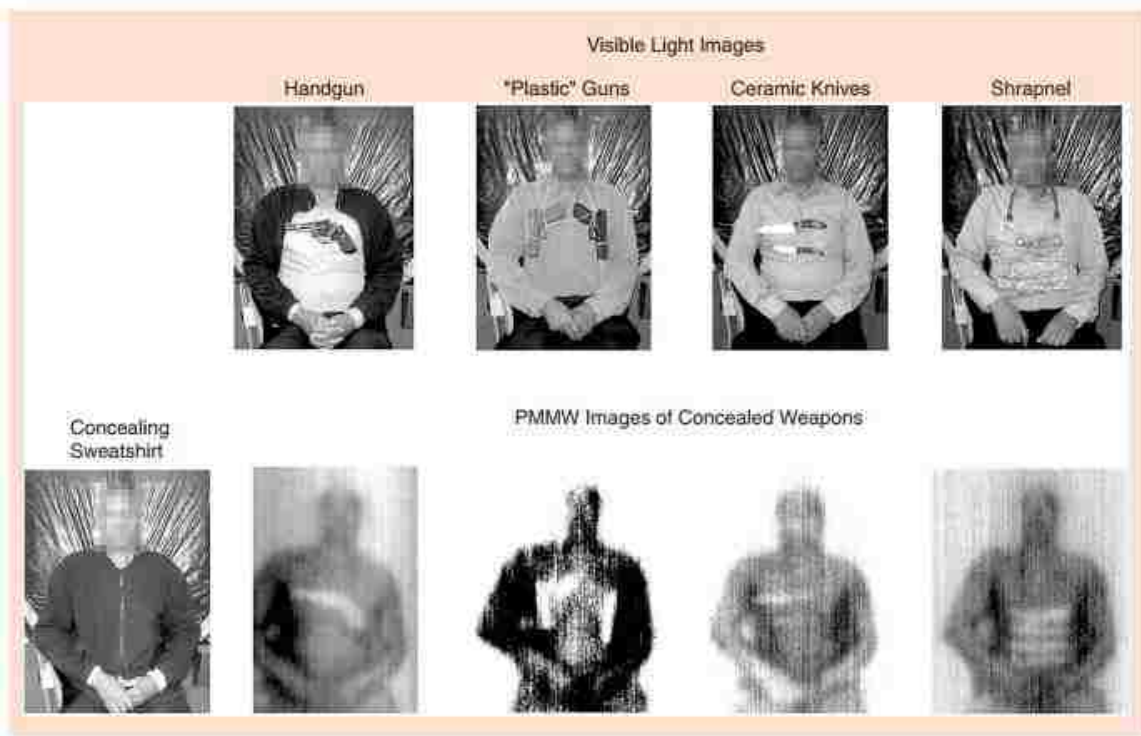 Visible Light Images
Handgun
"Plastic" Guns
Ceramic Knives
Shrapnel
Concealing
Sweatshirt
PMMW Images of Concealed Weapons